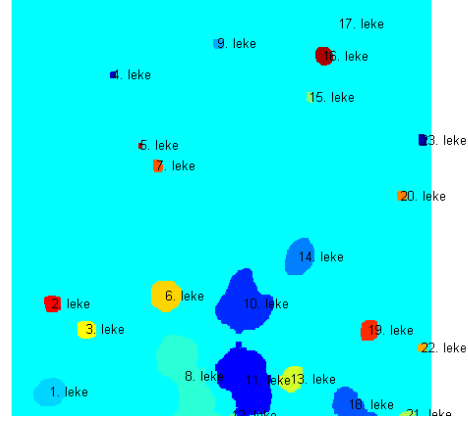 17. leke
9. leke
16. leke
4. leke
15. leke
23. leke
5. leke
7. leke
20. leke
14. leke
6. leke
2. leke
10. leke
3. leke
19. leke
22. leke
8. leke
11. leke
13. leke
1. leke
18. leke
12. leke
21. leke